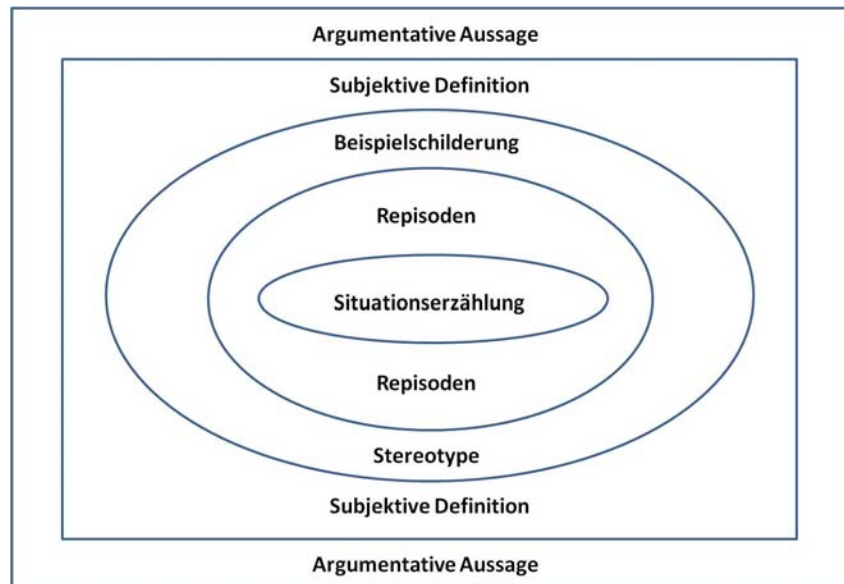 Argumentative Aussage
Subjektive Definition
Beispielschilderung
Repisoden
Situationserzählung
Repisoden
Stereotype
Subjektive Definition
Argumentative Aussage